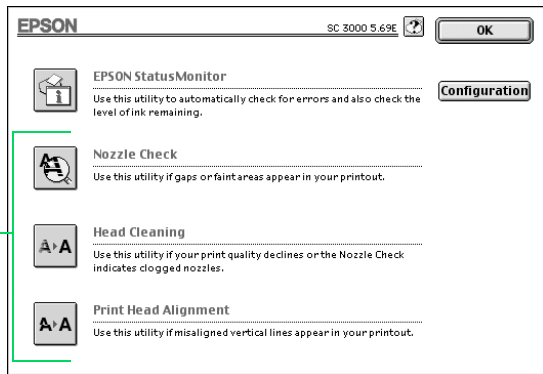 EPSON
SC 3000 5.69E
?
OK
EPSON StatusMonitor
Use this utility to automatically check for errors and also check the
level of ink remaining.
Configuration
Nozzle Check
Use this utility if gaps or faint areas appear in your printout.
Head Cleaning
Use this utility if your print quality declines or the Nozzle Check
indicates clogged nozzles.
Print Head Alignment
Use this utility if misaligned vertical lines appear in your printout.